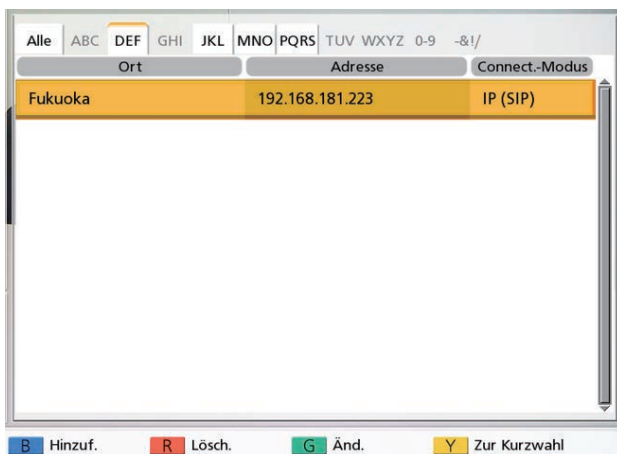 Alle ABC DEF GHI JKL MNO PQRS TUV WXYZ 0-9 -&!/
Ort Adresse Connect.-Modus
Fukuoka 192.168.181.223 IP (SIP)
B Hinzuf. R Lösch. G Änd. Y Zur Kurzwahl